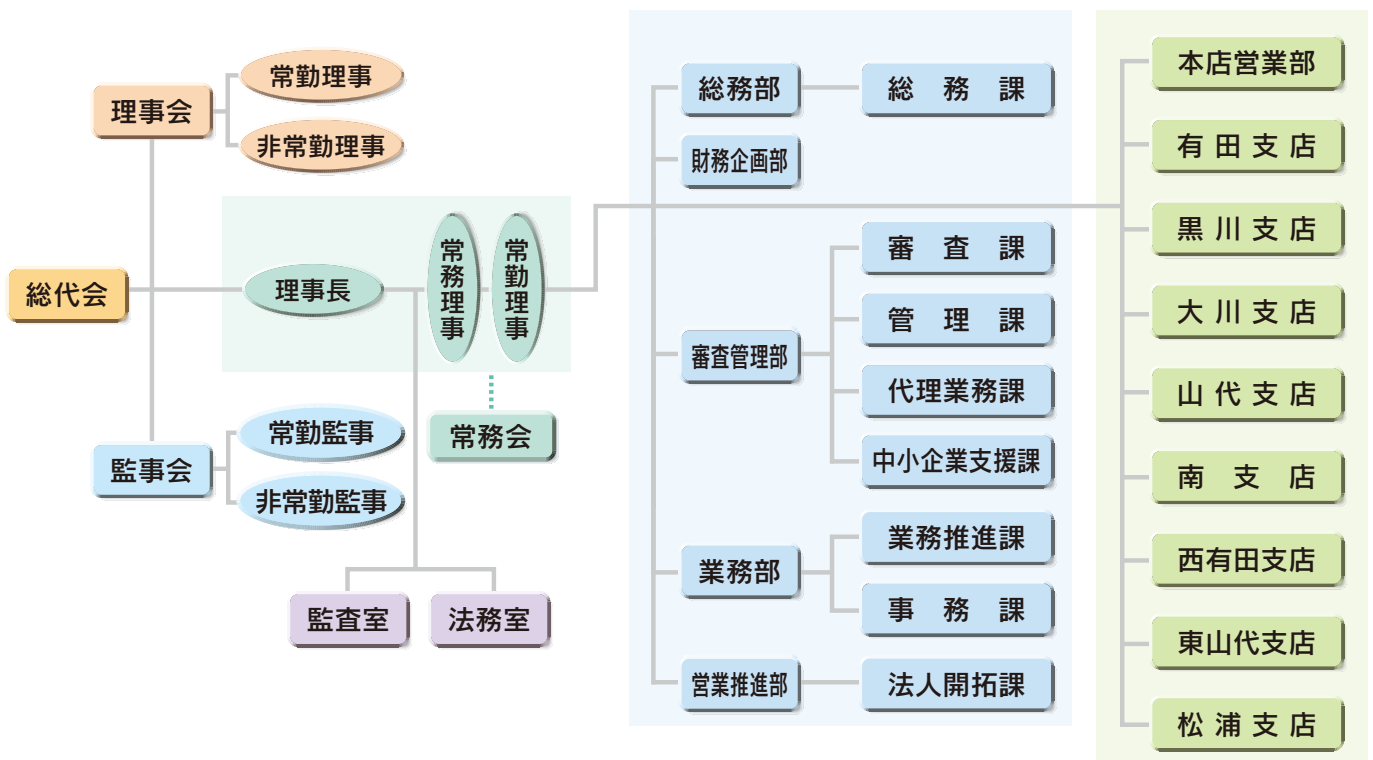 理事会
常勤理事
非常勤理事
総代会
理事長
常務理事
常勤理事
常務会
監事会
常勤監事
非常勤監事
監査室
法務室
総務部
総務課
財務企画部
審査管理部
審査課
管理課
代理業務課
中小企業支援課
業務部
業務推進課
事務課
営業推進部
法人開拓課
本店営業部
有田支店
黒川支店
大川支店
山代支店
南支店
西有田支店
東山代支店
松浦支店